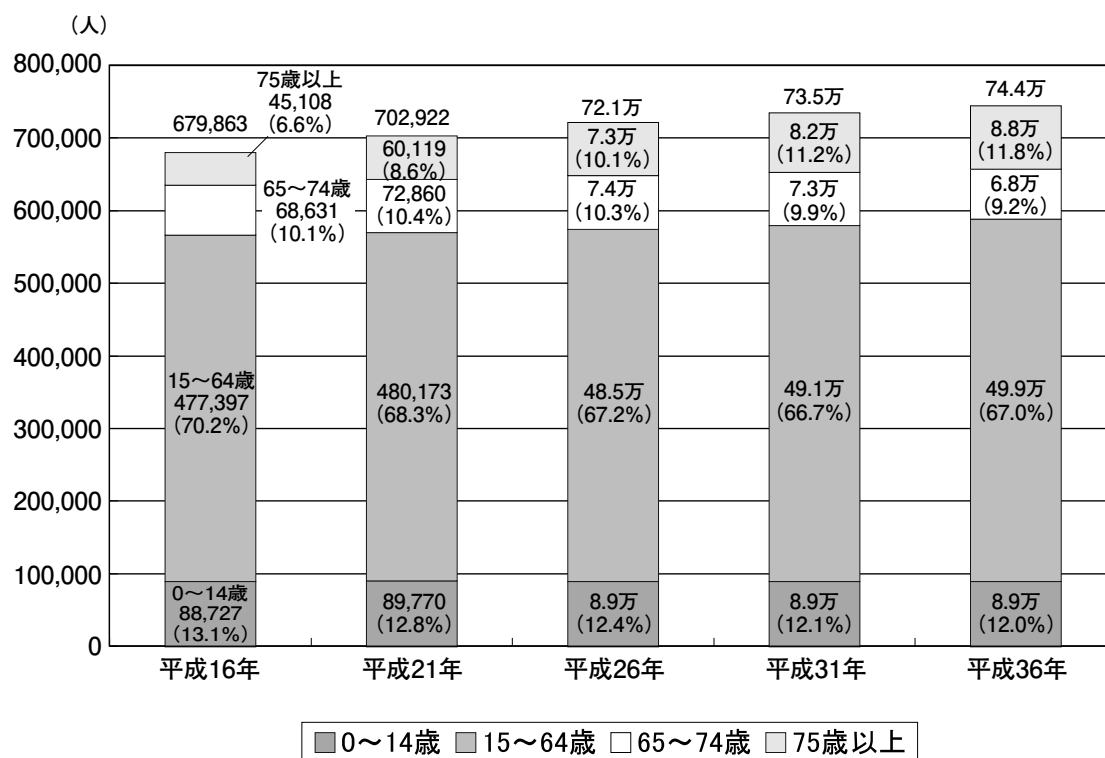 （人）
800,000
700,000
600,000
500,000
400,000
300,000
200,000
100,000
0
679,863
75歳以上
45,108
（6.6%）
65～74歳
68,631
（10.1%）
15～64歳
477,397
（70.2%）
0～14歳
88,727
（13.1%）
平成16年
702,922
60,119
（8.6%）
72,860
（10.4%）
480,173
（68.3%）
89,770
（12.8%）
平成21年
72.1万
7.3万
（10.1%）
7.4万
（10.3%）
48.5万
（67.2%）
8.9万
（12.4%）
平成26年
73.5万
8.2万
（11.2%）
7.3万
（9.9%）
49.1万
（66.7%）
8.9万
（12.1%）
平成31年
74.4万
8.8万
（11.8%）
6.8万
（9.2%）
49.9万
（67.0%）
8.9万
（12.0%）
平成36年
0～14歳 15～64歳 65～74歳 75歳以上